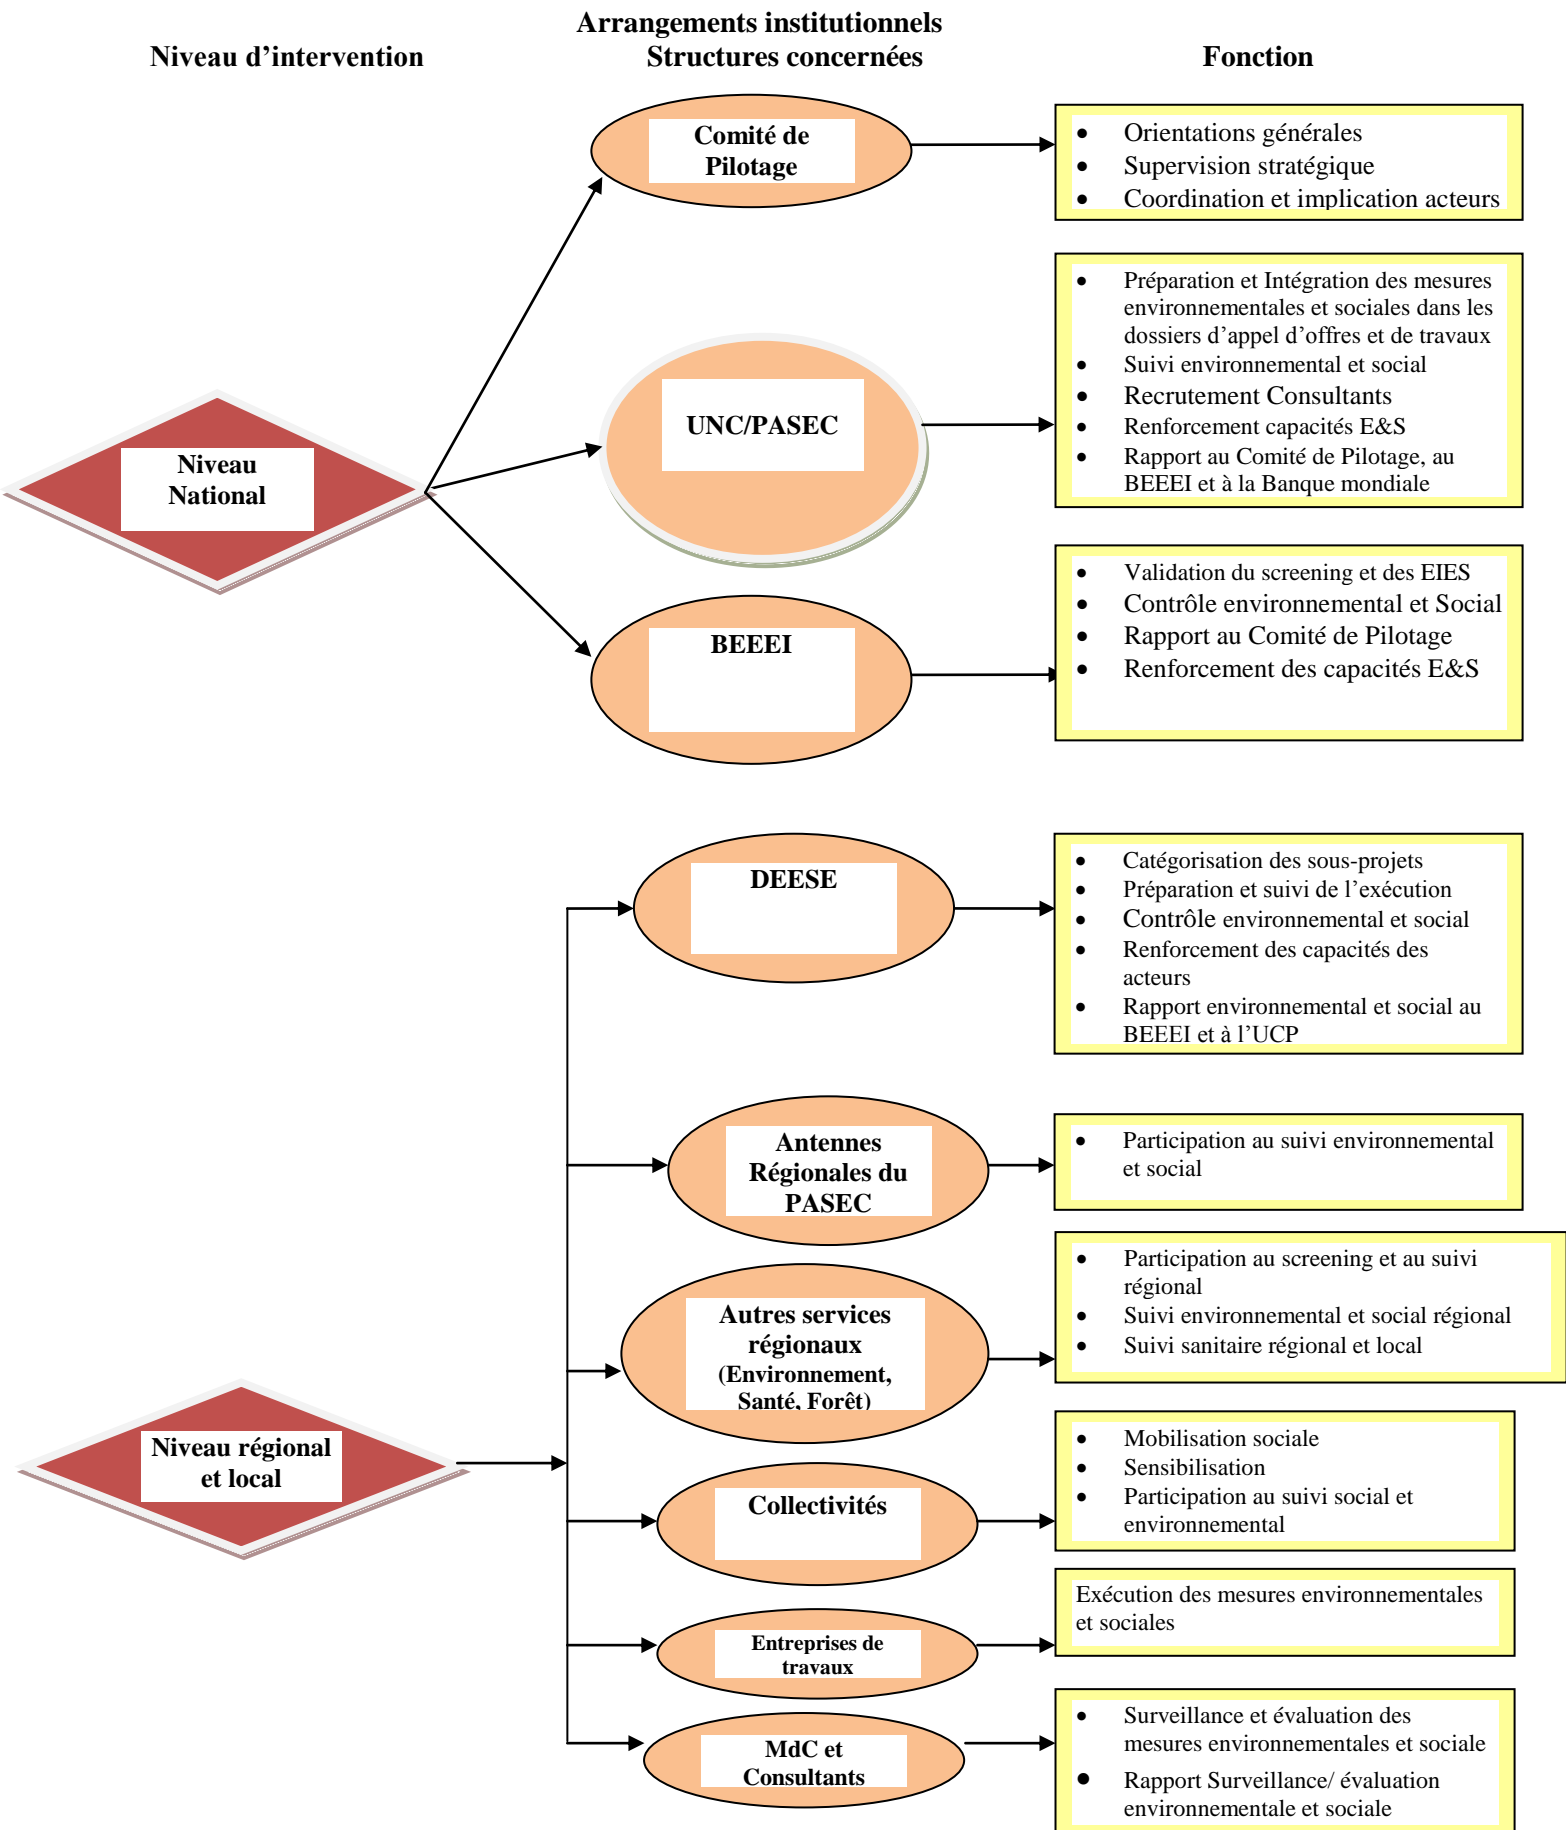 Arrangements institutionnels
Niveau d’intervention
Structures concernées
Fonction
Comité de
Pilotage
• Orientations générales
• Supervision stratégique
• Coordination et implication acteurs
Niveau
National
UNC/PASEC
• Préparation et Intégration des mesures
environnementales et sociales dans les
dossiers d’appel d’offres et de travaux
• Suivi environnemental et social
• Recrutement Consultants
• Renforcement capacités E&S
• Rapport au Comité de Pilotage, au
BEEEI et à la Banque mondiale
BEEEI
• Validation du screening et des EIES
• Contrôle environnemental et Social
• Rapport au Comité de Pilotage
• Renforcement des capacités E&S
DEESE
• Catégorisation des sous-projets
• Préparation et suivi de l’exécution
• Contrôle environnemental et social
• Renforcement des capacités des
acteurs
• Rapport environnemental et social au
BEEEI et à l’UCP
Antennes
Régionales du
PASEC
• Participation au suivi environnemental
et social
Autres services
régionaux
(Environnement,
Santé, Forêt)
• Participation au screening et au suivi
régional
• Suivi environnemental et social régional
• Suivi sanitaire régional et local
Niveau régional
et local
Collectivités
• Mobilisation sociale
• Sensibilisation
• Participation au suivi social et
environnemental
Entreprises de
travaux
Exécution des mesures environnementales
et sociales
MdC et
Consultants
• Surveillance et évaluation des
mesures environnementales et sociale
• Rapport Surveillance/ évaluation
environnementale et sociale